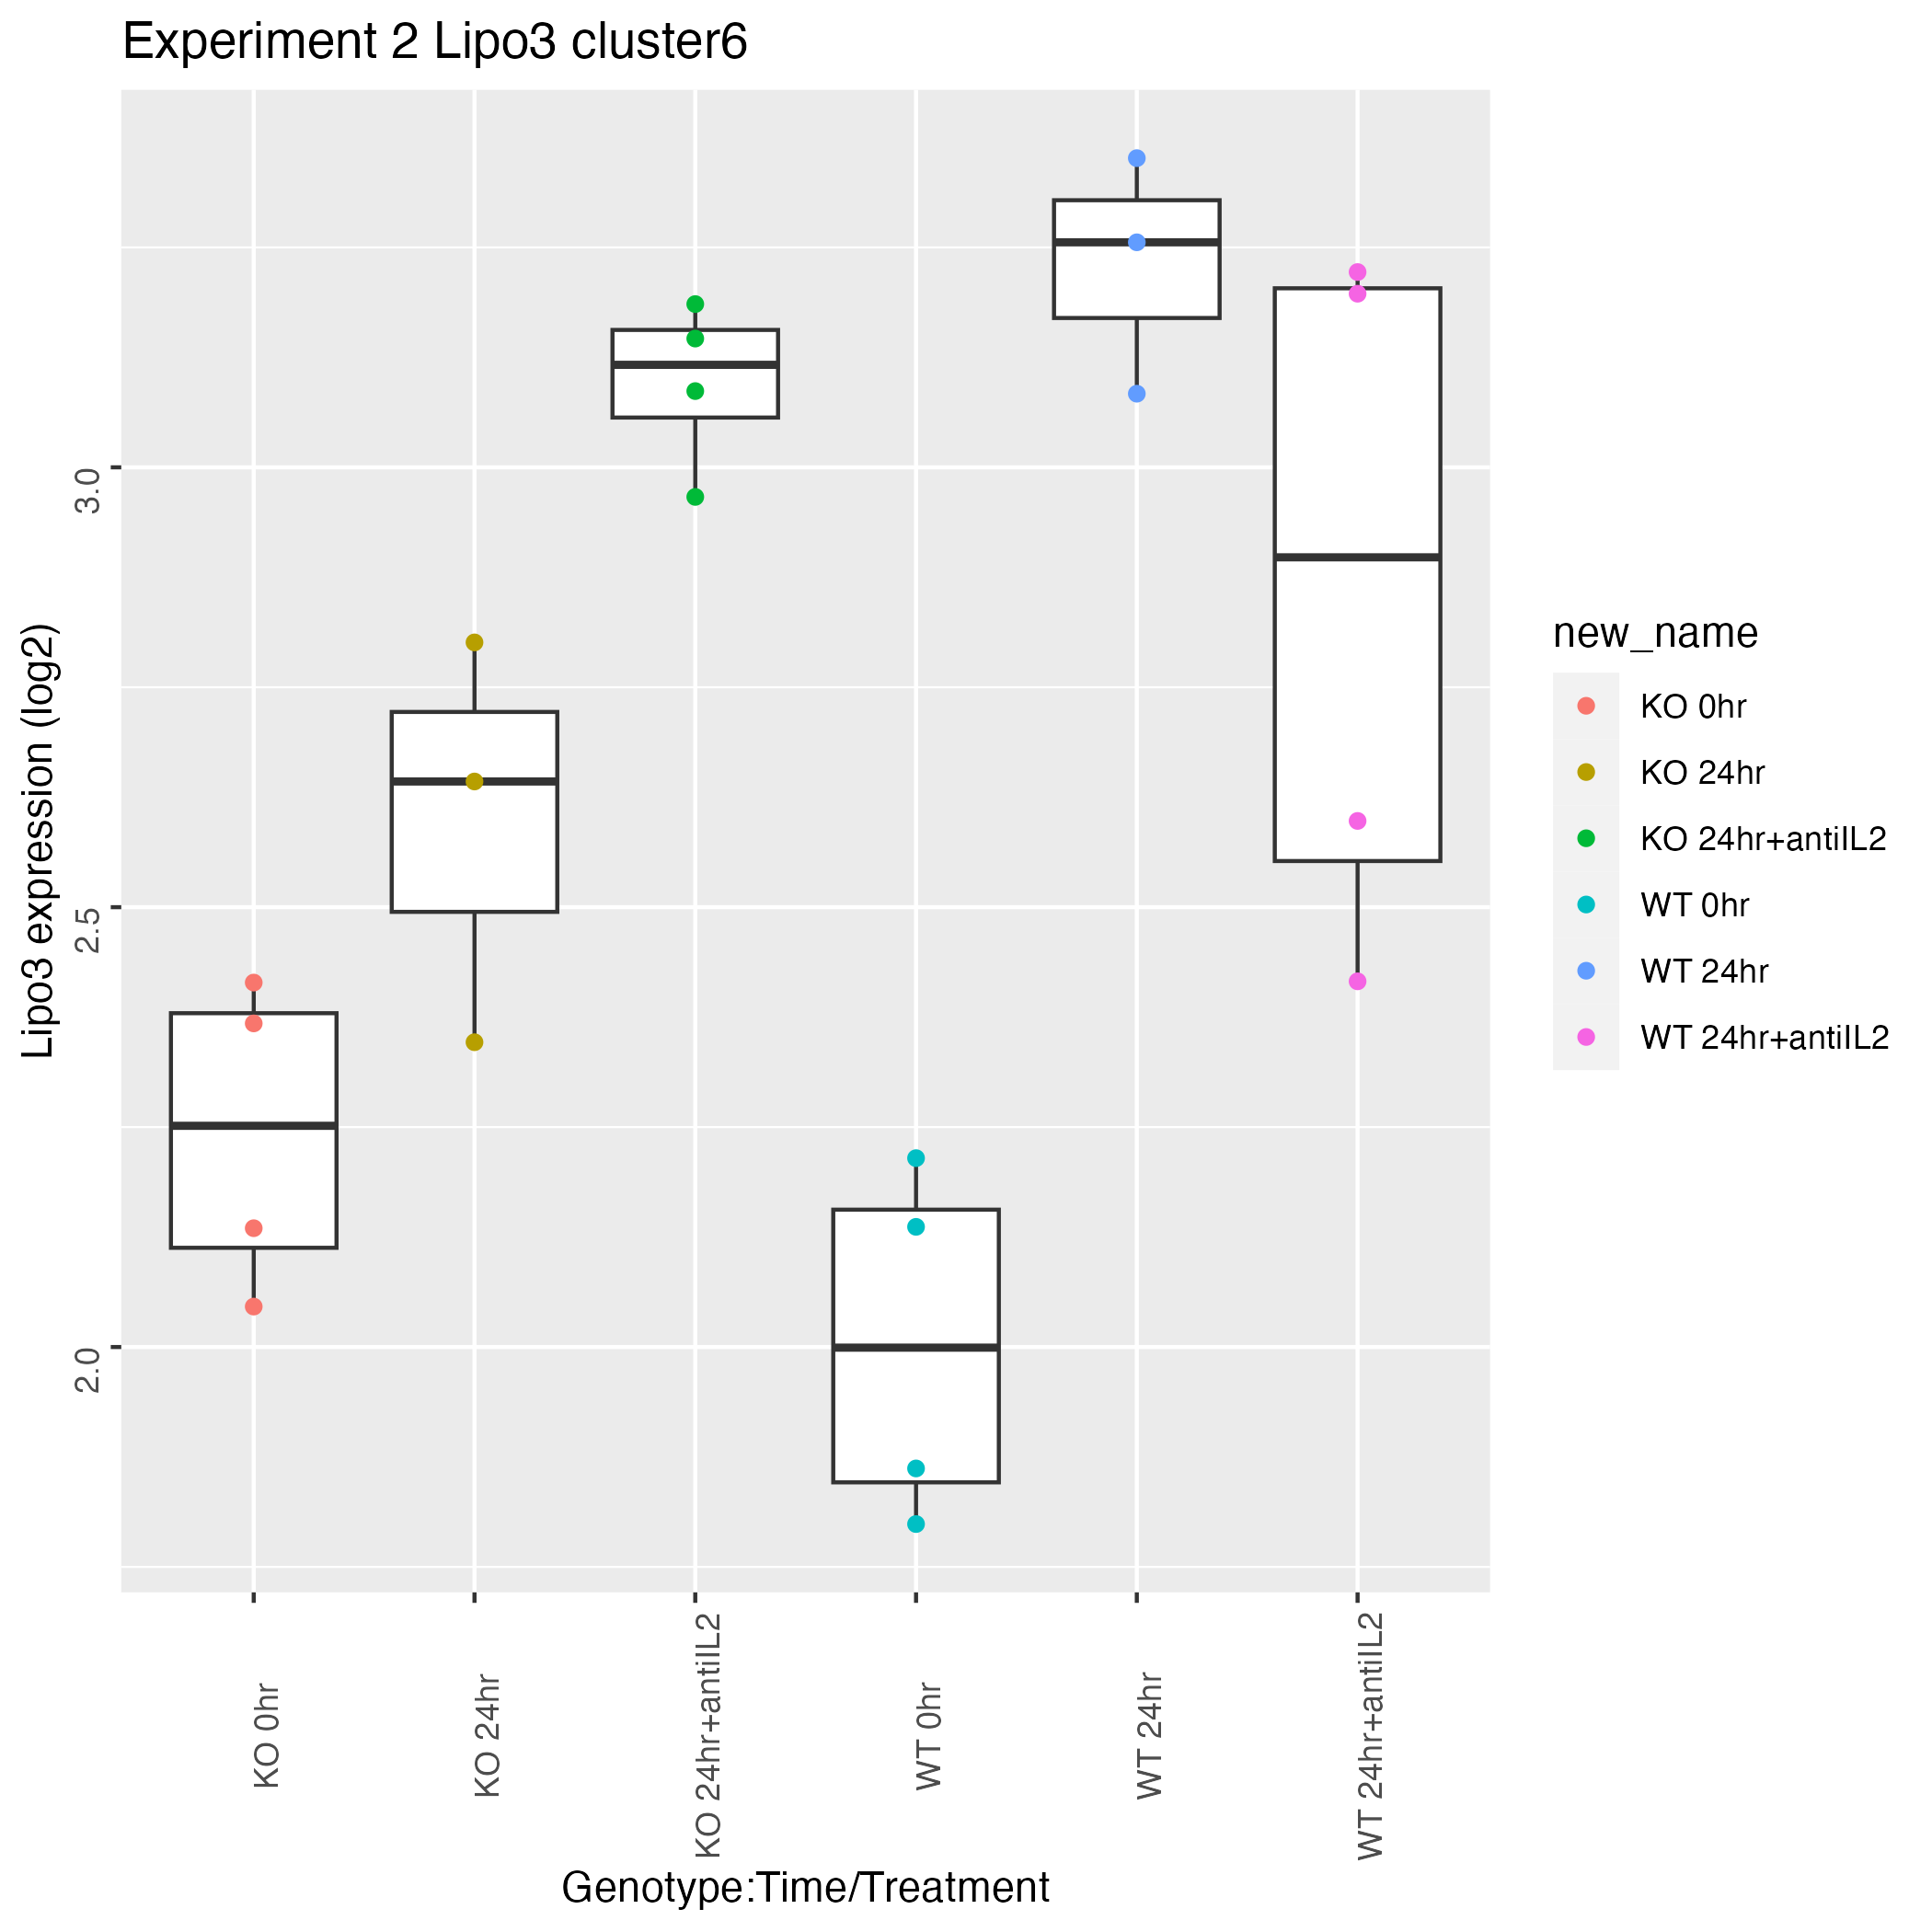 Experiment 2 Lipo3 cluster6
Lipo3 expression (log2)
3.0
2.5
2.0
KO 0hr
KO 24hr
KO 24hr+antiIL2
WT 0hr
WT 24hr
WT 24hr+antiIL2
Genotype:Time/Treatment
new_name
KO 0hr
KO 24hr
KO 24hr+antiIL2
WT 0hr
WT 24hr
WT 24hr+antiIL2